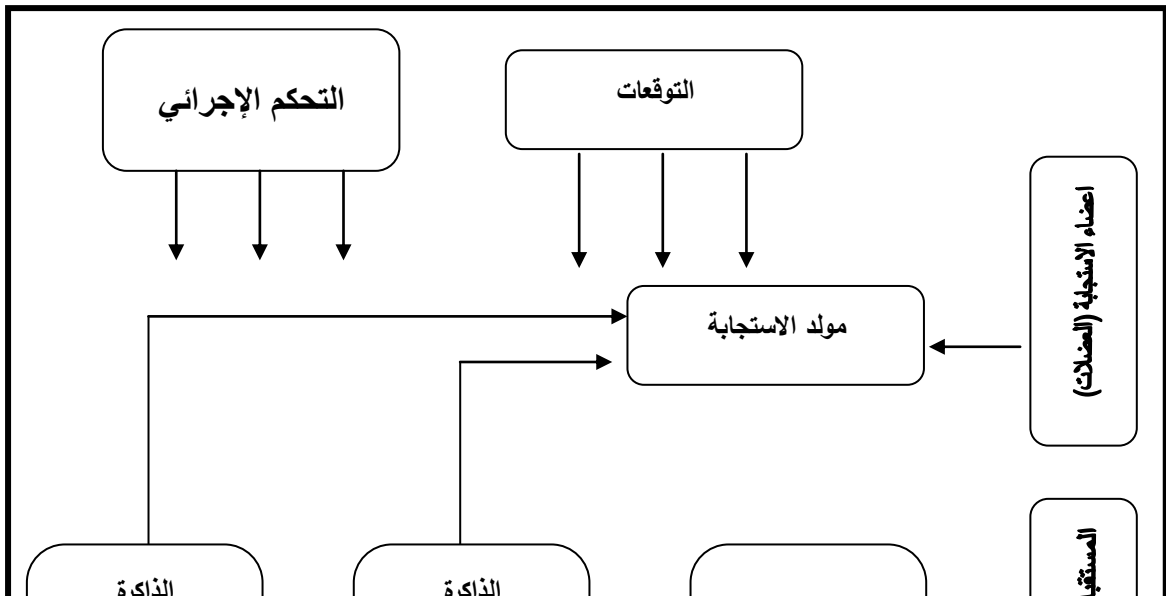 التحكم الإجرائي
التوقعات
اعضاء الاستجابة (العضلات)
مولد الاستجابة
الذاكرة
الذاكرة